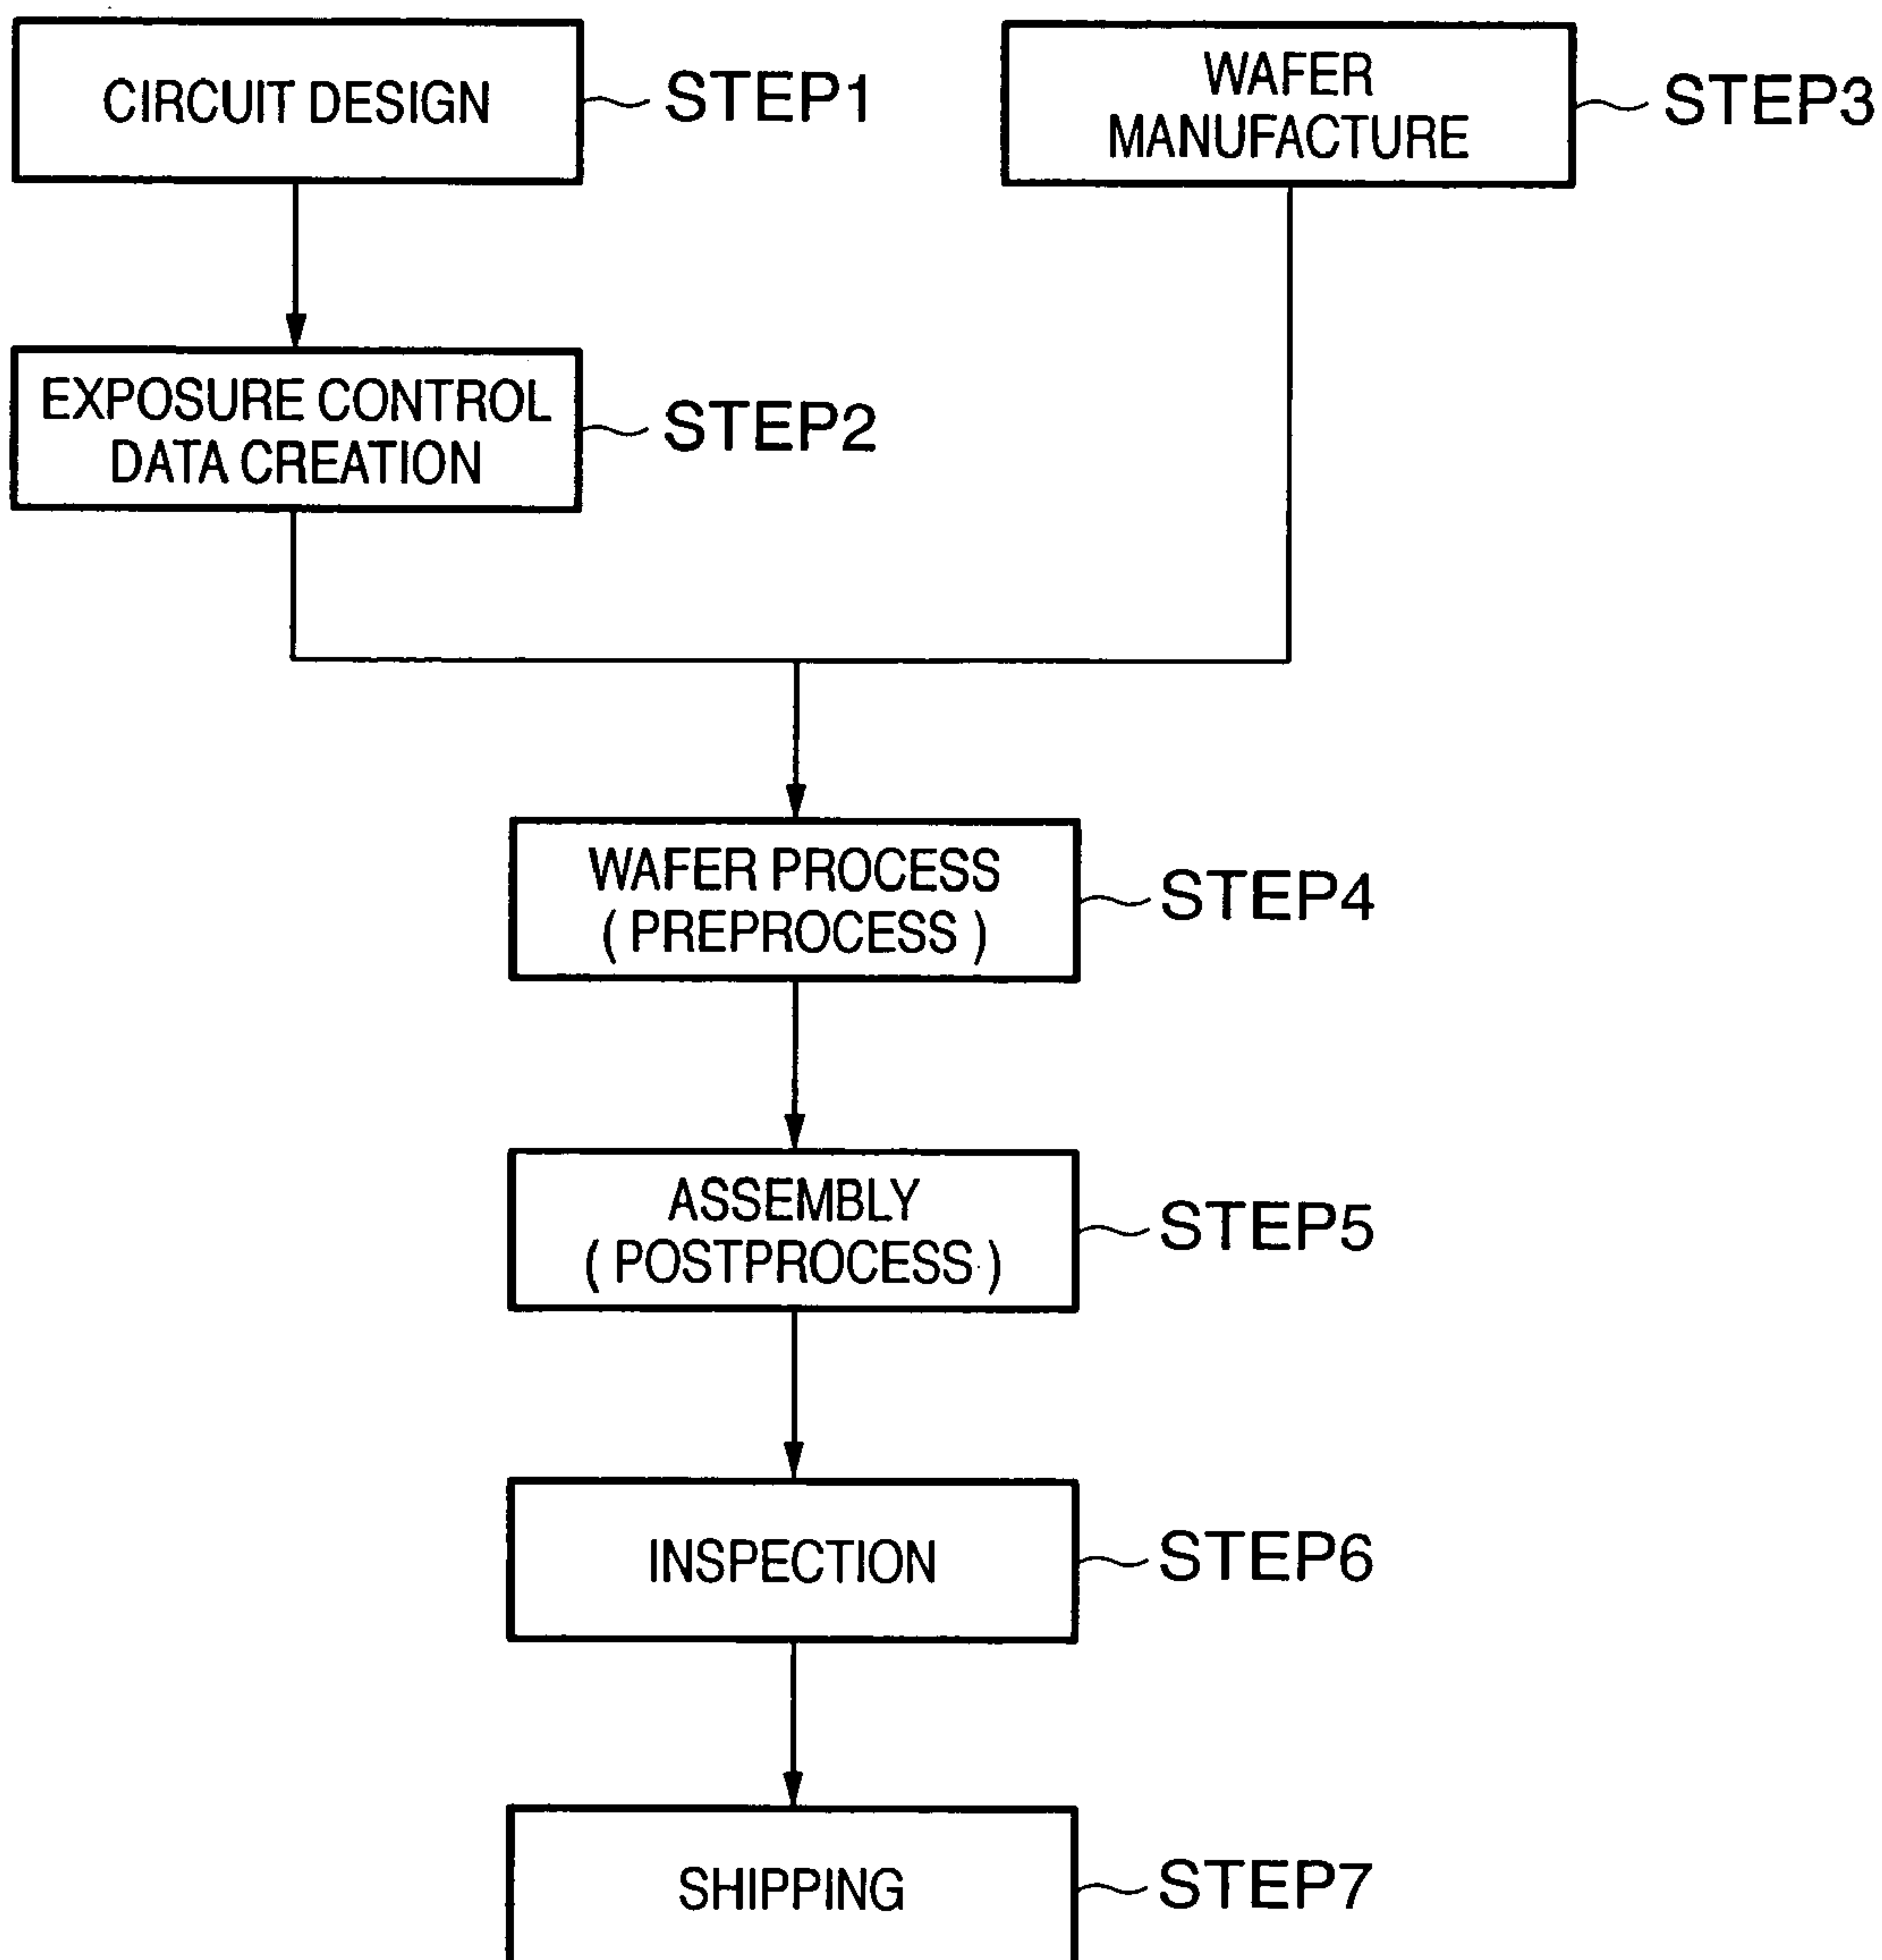 CIRCUIT DESIGN
STEP1
WAFER
MANUFACTURE
STEP3
EXPOSURE CONTROL
DATA CREATION
STEP2
WAFER PROCESS
( PREPROCESS )
STEP4
ASSEMBLY
( POSTPROCESS )
STEP5
INSPECTION
STEP6
SHIPPING
STEP7